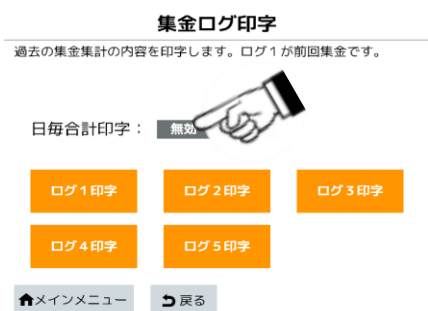 集金ログ印字
過去の集金集計の内容を印字します。ログ1が前回集金です。
日毎合計印字： 無効
ログ1印字 ログ2印字 ログ3印字
ログ4印字 ログ5印字
メインメニュー 戻る